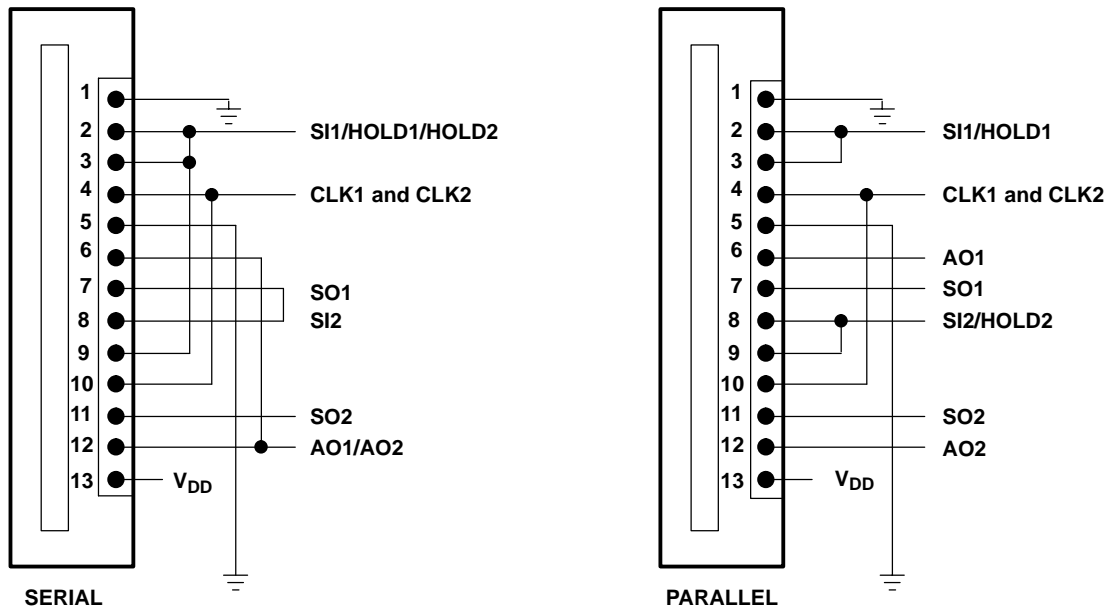 1
2 SI1/HOLD1/HOLD2
3
4 CLK1 and CLK2
5
6
7 SO1
8 SI2
9
10
11 SO2
12 AO1/AO2
13 VDD
SERIAL
1
2 SI1/HOLD1
3
4 CLK1 and CLK2
5
6 AO1
7 SO1
8 SI2/HOLD2
9
10
11 SO2
12 AO2
13 VDD
PARALLEL